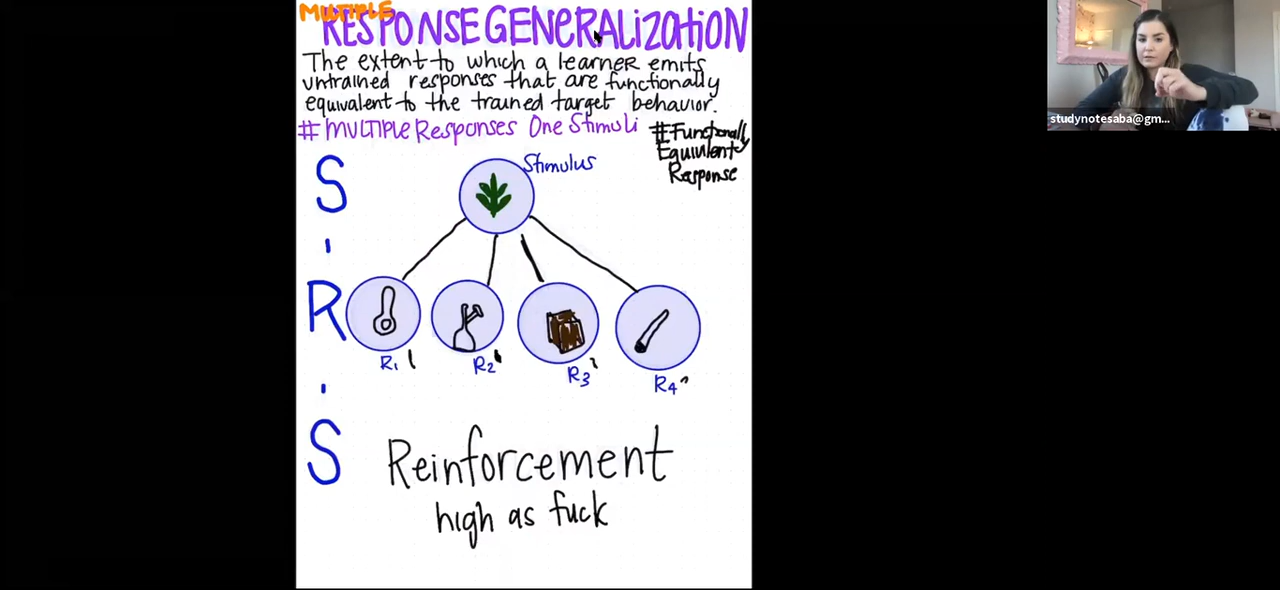 MULTIPLE
RESPONSE GENERALIZATION
The extent to which a learner emits
untrained responses that are functionally
equivalent to the trained target behavior.
#MULTIPLE Responses One Stimuli
#Functionally
Equivlent
Response
S
Stimulus
R
R1
R2
R3
R4
S
Reinforcement
high as fuck
studynotesaba@gm...